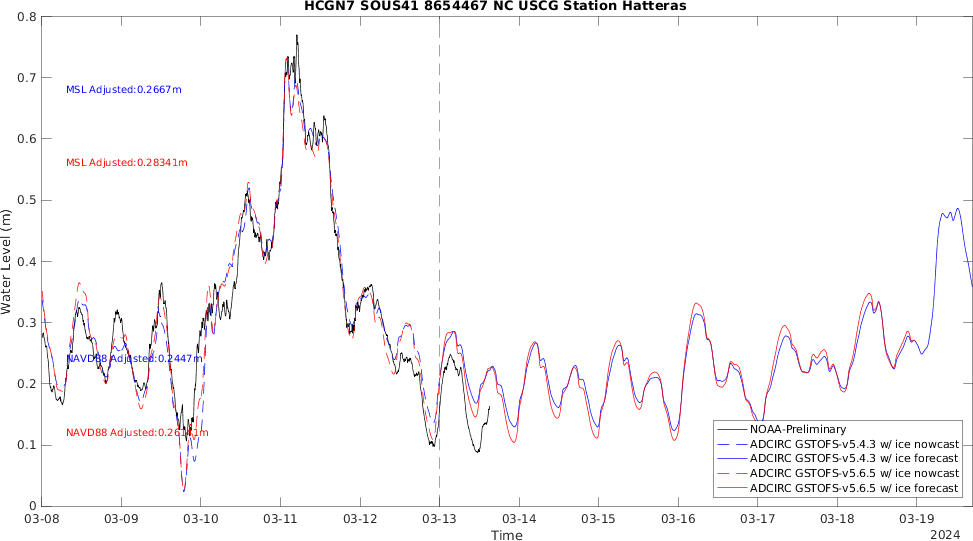 HCGN7 SOUS41 8654467 NC USCG Station Hatteras
0.8
0.7
0.6
0.5
0.4
0.3
0.2
0.1
0
Water Level (m)
MSL Adjusted:0.2667m
MSL Adjusted:0.28341m
NAVD88 Adjusted:0.2447m
NAVD88 Adjusted:
NOAA-Preliminary
ADCIRC GSTOFS-v5.4.3 w/ ice nowcast
ADCIRC GSTOFS-v5.4.3 w/ ice forecast
ADCIRC GSTOFS-v5.6.5 w/ ice nowcast
ADCIRC GSTOFS-v5.6.5 w/ ice forecast
03-08 03-09 03-10 03-11 03-12 03-13 03-14 03-15 03-16 03-17 03-18 03-19
Time
2024